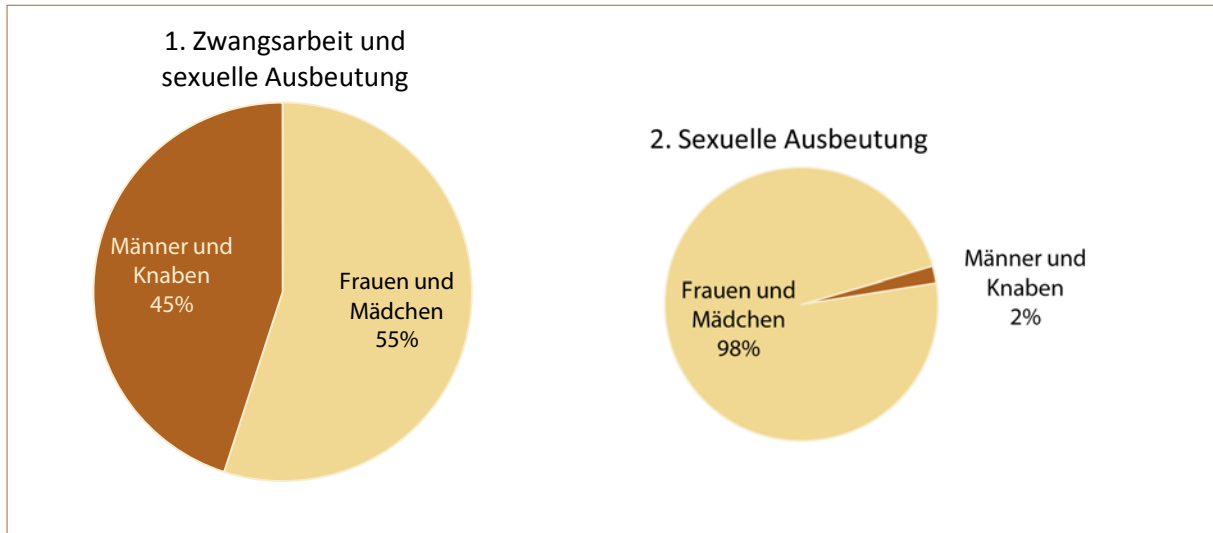 1. Zwangsarbeit und
sexuelle Ausbeutung
Männer und
Knaben
45%
Frauen und
Mädchen
55%
2. Sexuelle Ausbeutung
Frauen und
Mädchen
98%
Männer und
Knaben
2%